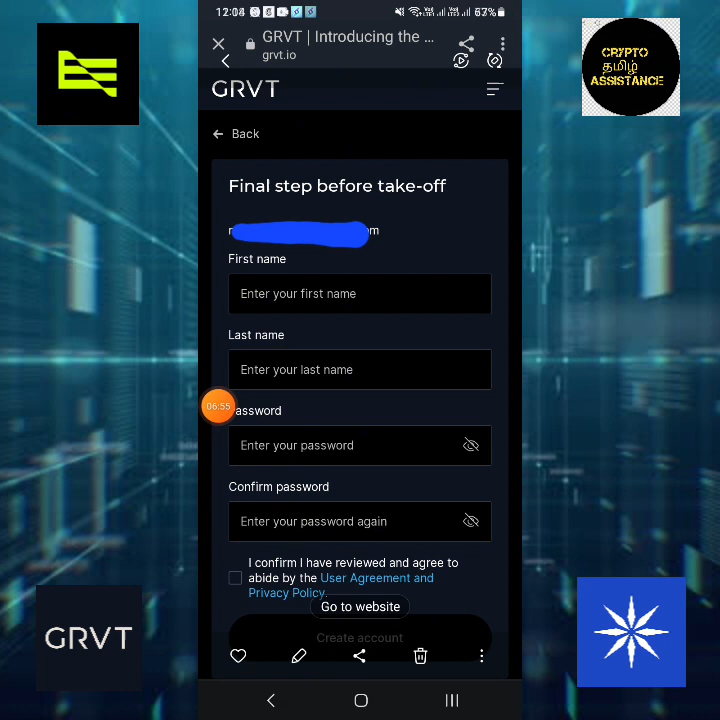 12:04
67%
GRVT | Introducing the ...
grvt.io
GRVT
Back
Final step before take-off
First name
Enter your first name
Last name
Enter your last name
06:55
assword
Enter your password
Confirm password
Enter your password again
I confirm I have reviewed and agree to
abide by the User Agreement and
Privacy Policy.
Go to website
Create account
CRYPTO
தமிழ்
ASSISTANCE
GRVT